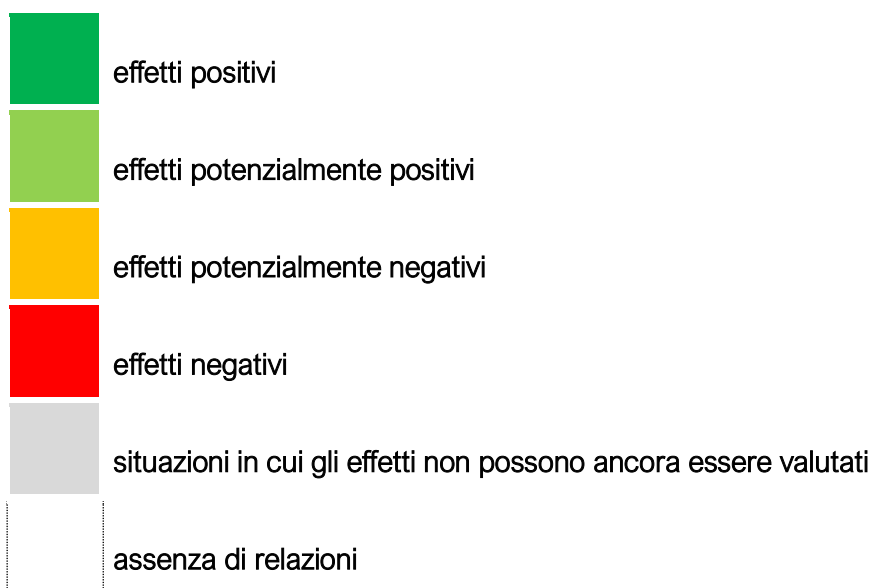 effetti positivi
effetti potenzialmente positivi
effetti potenzialmente negativi
effetti negativi
situazioni in cui gli effetti non possono ancora essere valutati
assenza di relazioni